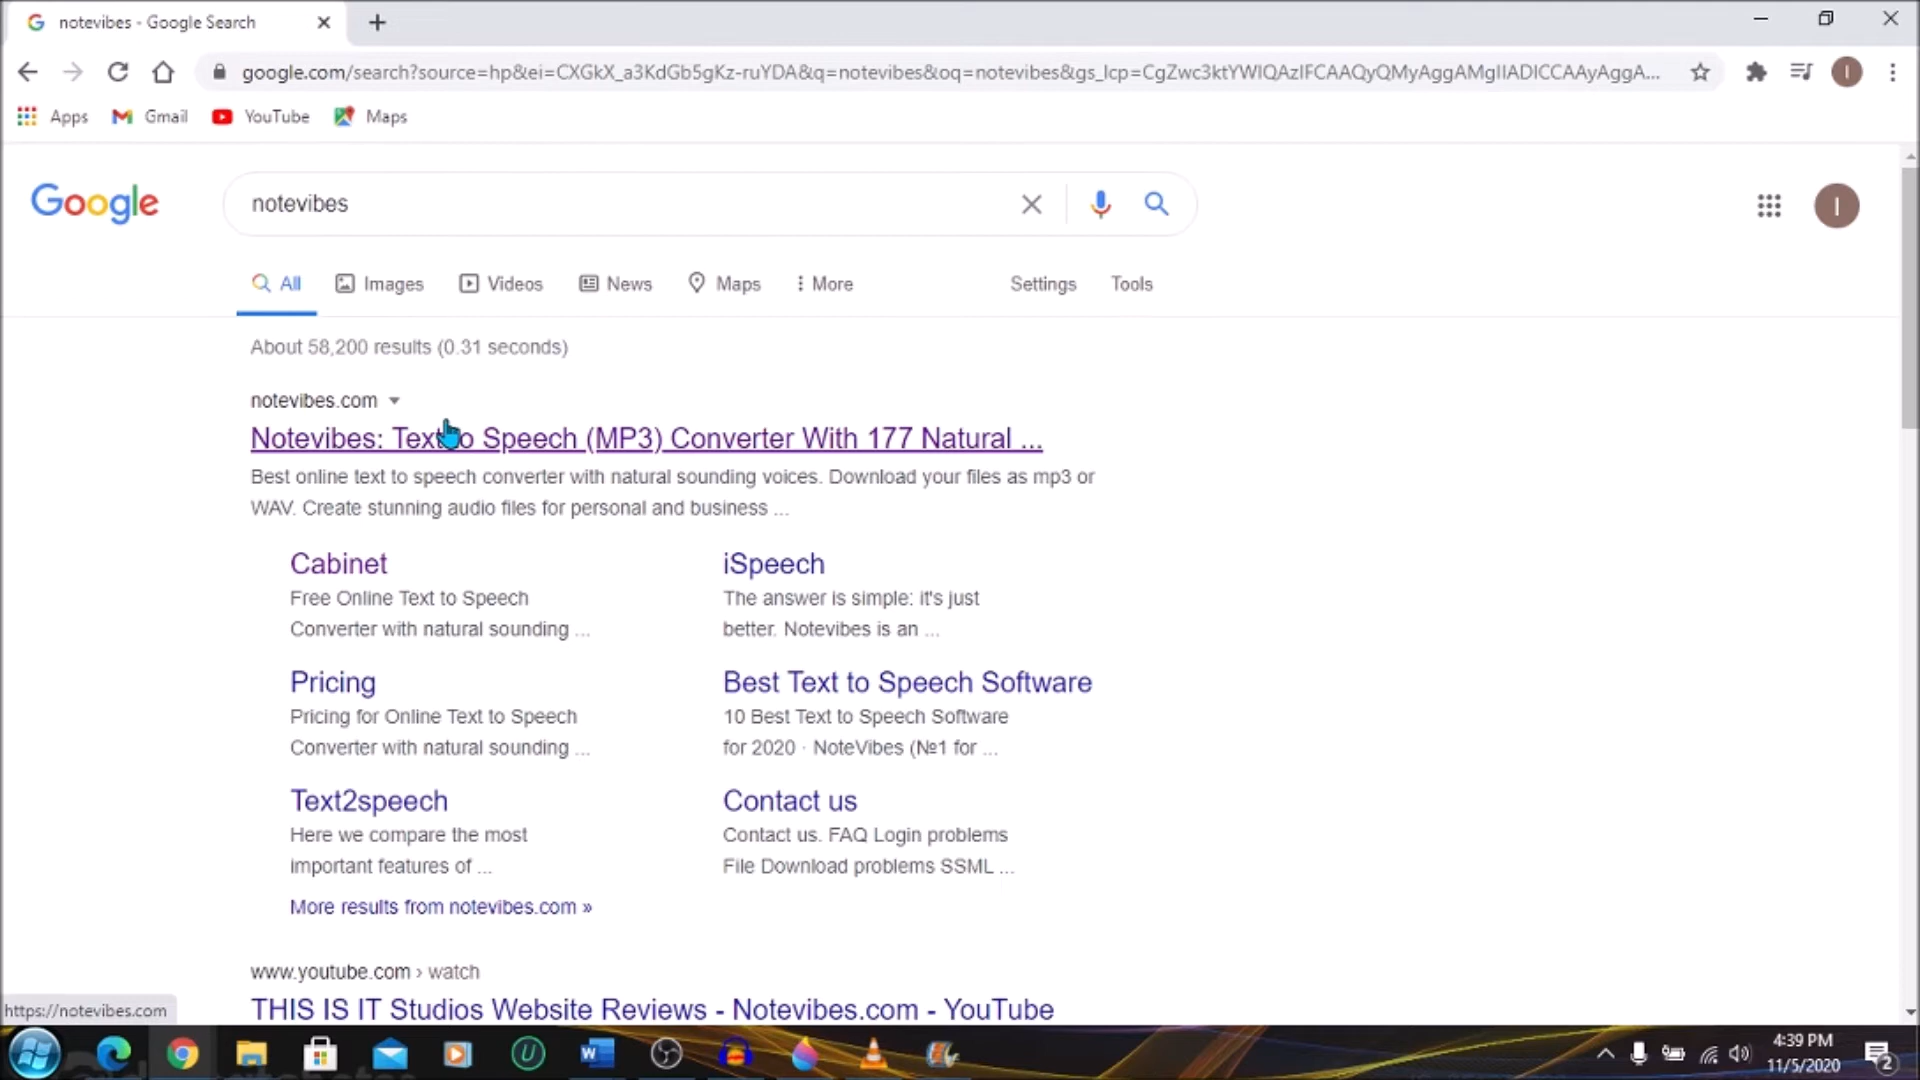 notevibes - Google Search
google.com/search?source=hp&ei=CXGkX_a3KdGb5gKz-ruYDA&q=notevibes&oq=notevibes&gs_lcp=CgZwc3ktYWIQAzIFCAAQyQMyAggAMgIIADICCAAyAggA...
Apps Gmail YouTube Maps
Google
notevibes
I
All Images Videos News Maps More Settings Tools
About 58,200 results (0.31 seconds)
notevibes.com
Notevibes: Text to Speech (MP3) Converter With 177 Natural ...
Best online text to speech converter with natural sounding voices. Download your files as mp3 or
WAV. Create stunning audio files for personal and business ...
Cabinet
Free Online Text to Speech
Converter with natural sounding ...
iSpeech
The answer is simple: it's just
better. Notevibes is an ...
Pricing
Pricing for Online Text to Speech
Converter with natural sounding ...
Best Text to Speech Software
10 Best Text to Speech Software
for 2020 · NoteVibes (№1 for ...
Text2speech
Here we compare the most
important features of ...
Contact us
Contact us. FAQ Login problems
File Download problems SSML ...
More results from notevibes.com »
www.youtube.com › watch
THIS IS IT Studios Website Reviews - Notevibes.com - YouTube
https://notevibes.com
4:39 PM
11/5/2020
2